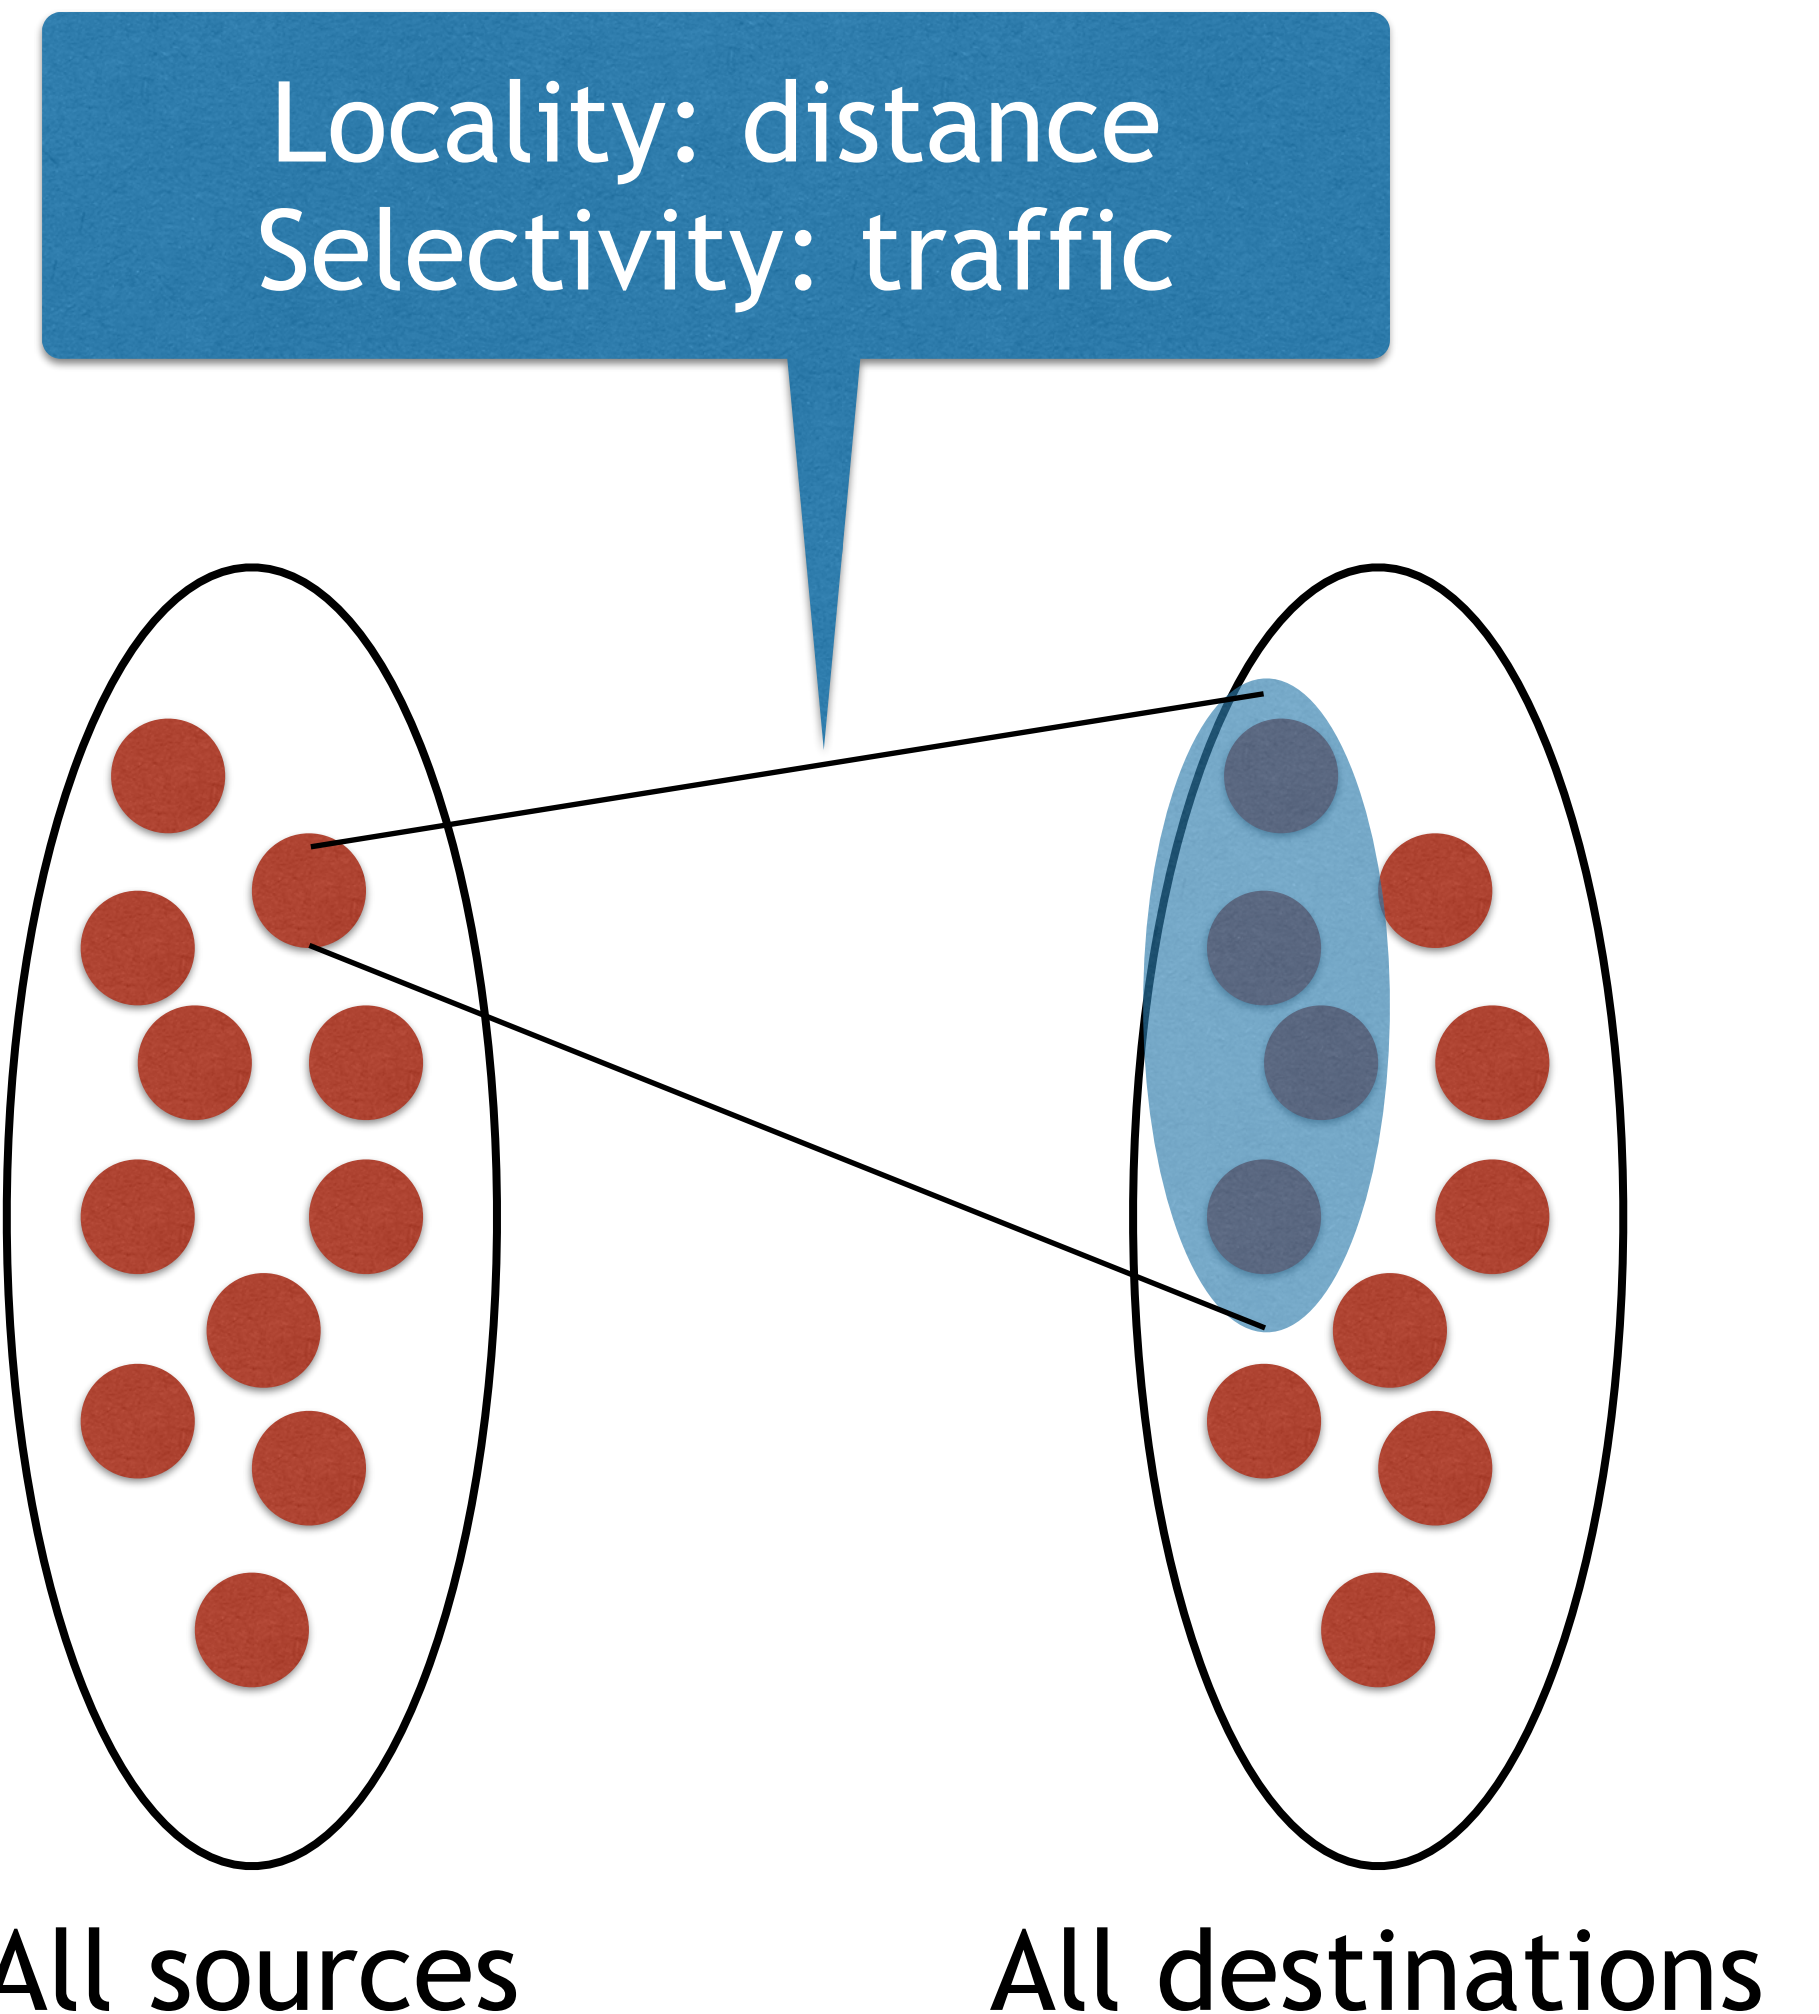 Locality: distance
Selectivity: traffic
All sources
All destinations